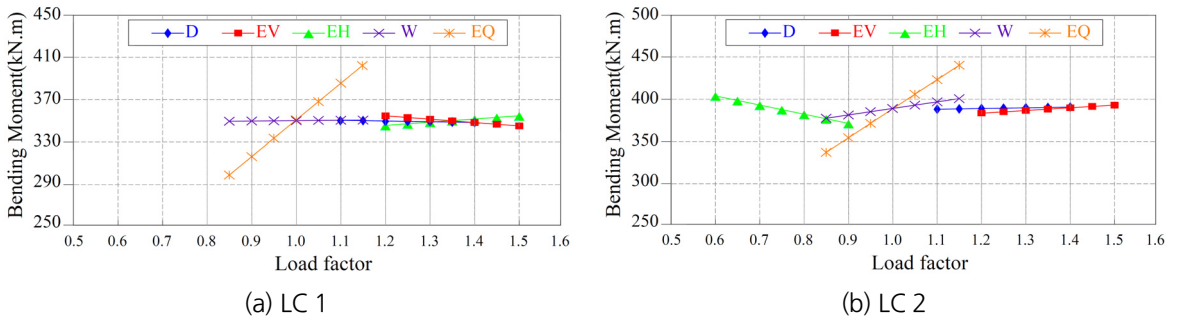 Bending Moment(kN.m)
450
410
370
330
290
250
D EV EH W EQ
0.5 0.6 0.7 0.8 0.9 1.0 1.1 1.2 1.3 1.4 1.5 1.6
Load factor
(a) LC 1
Bending Moment(kN.m)
500
450
400
350
300
250
D EV EH W EQ
0.5 0.6 0.7 0.8 0.9 1.0 1.1 1.2 1.3 1.4 1.5 1.6
Load factor
(b) LC 2